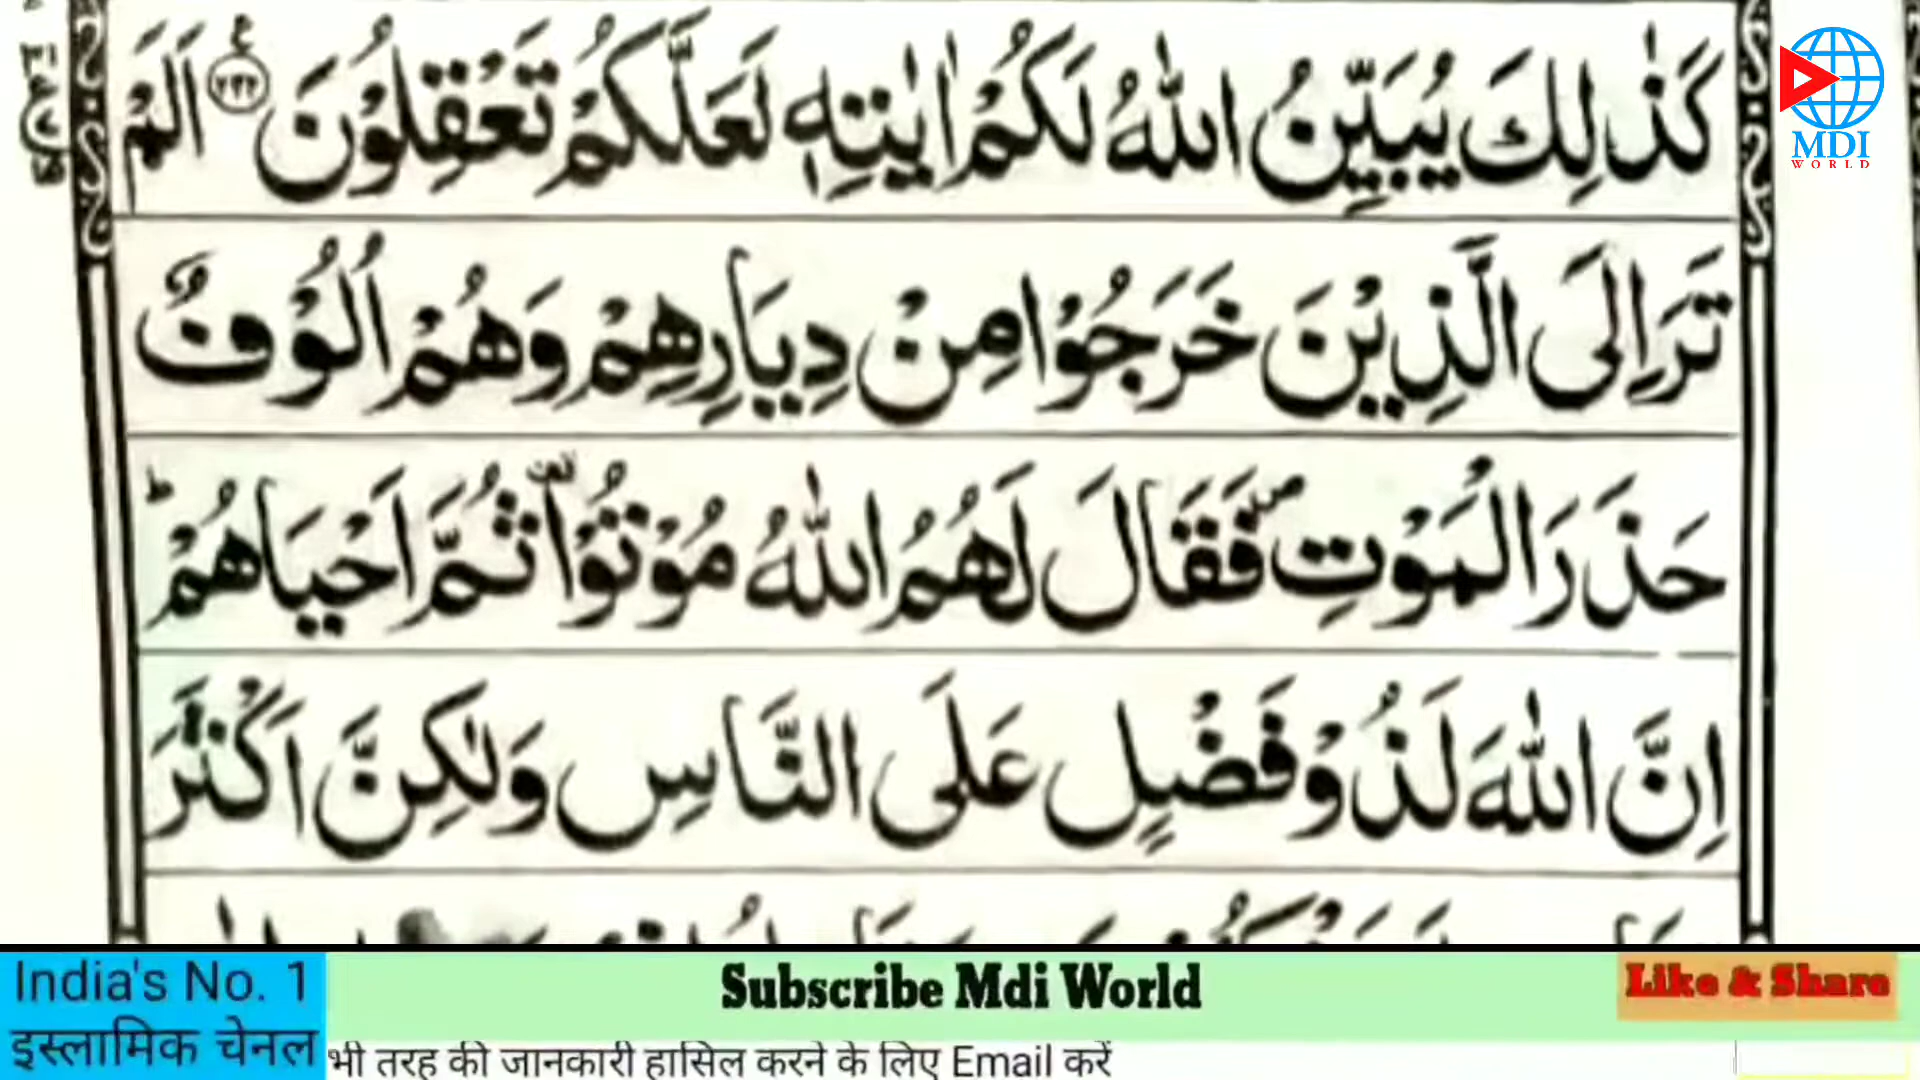 كَذٰلِكَ يُبَيِّنُ اللّٰهُ لَكُمْ اٰيٰتِهٖ لَعَلَّكُمْ تَعْقِلُوْنَ ۝۲۴۲ اَلَمْ
تَرَ اِلَى الَّذِيْنَ خَرَجُوْا مِنْ دِيَارِهِمْ وَهُمْ اُلُوْفٌ
حَذَرَ الْمَوْتِ ۪ فَقَالَ لَهُمُ اللّٰهُ مُوْتُوْا ۫ ثُمَّ اَحْيَاهُمْ ؕ
اِنَّ اللّٰهَ لَذُوْ فَضْلٍ عَلَى النَّاسِ وَلٰكِنَّ اَكْثَرَ
MDI
WORLD
India's No. 1
इस्लामिक चेनल
Subscribe Mdi World
Like & Share
भी तरह की जानकारी हासिल करने के लिए Email करें